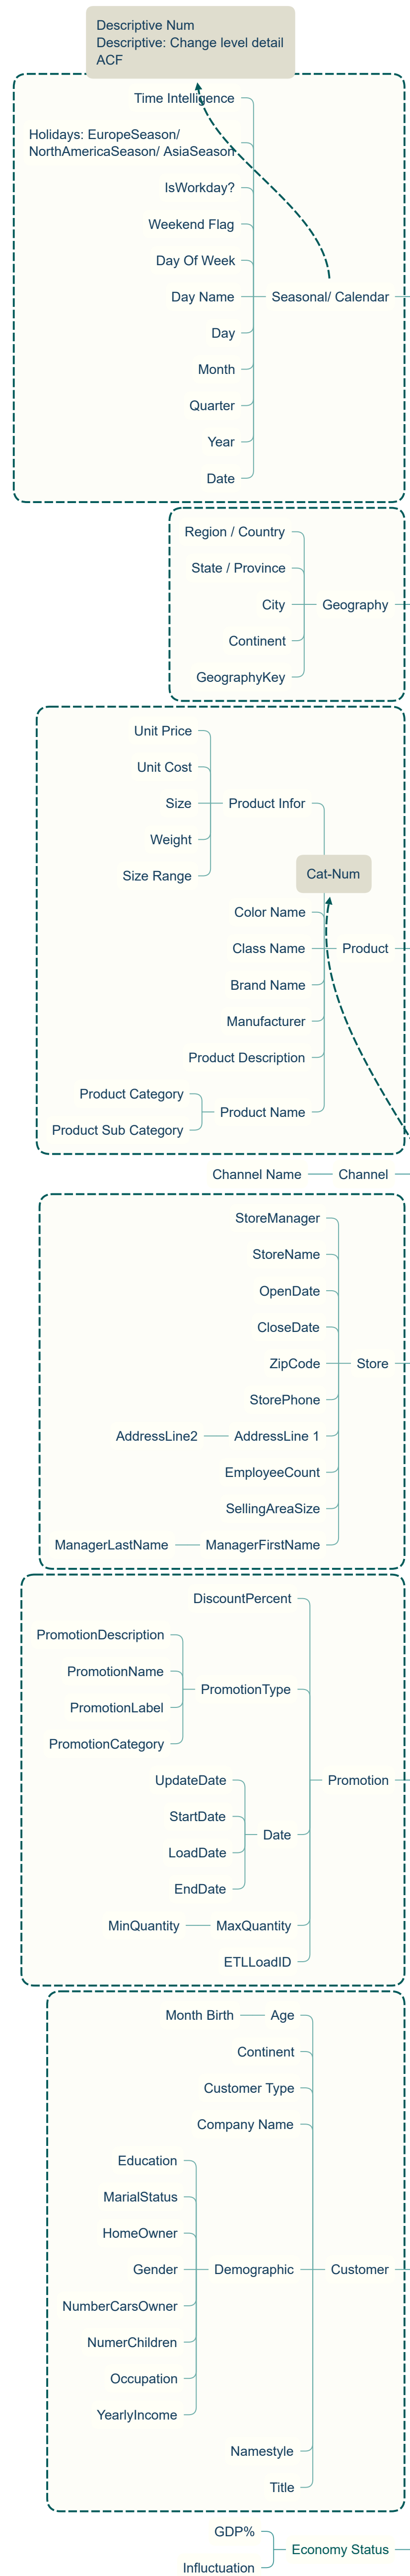 Descriptive Num
Descriptive: Change level detail
ACF
Time Intelligence
Holidays: EuropeSeason/
NorthAmericaSeason/ AsiaSeason
IsWorkday?
Weekend Flag
Day Of Week
Day Name
Seasonal/ Calendar
Day
Month
Quarter
Year
Date
Region / Country
State / Province
City
Geography
Continent
GeographyKey
Unit Price
Unit Cost
Size
Product Infor
Weight
Size Range
Cat-Num
Color Name
Class Name
Product
Brand Name
Manufacturer
Product Description
Product Category
Product Name
Product Sub Category
Channel Name
Channel
StoreManager
StoreName
OpenDate
CloseDate
ZipCode
Store
StorePhone
AddressLine2
AddressLine 1
EmployeeCount
SellingAreaSize
ManagerLastName
ManagerFirstName
DiscountPercent
PromotionDescription
PromotionName
PromotionType
PromotionLabel
PromotionCategory
UpdateDate
Promotion
StartDate
Date
LoadDate
EndDate
MinQuantity
MaxQuantity
ETLLoadID
Month Birth
Age
Continent
Customer Type
Company Name
Education
MarialStatus
HomeOwner
Gender
Demographic
Customer
NumberCarsOwner
NumerChildren
Occupation
YearlyIncome
Namestyle
Title
GDP%
Economy Status
Influctuation